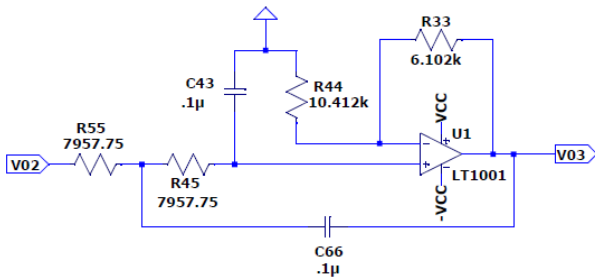 R33
6.102k
C43
.1µ
R44
10.412k
VCC
U1
R55
7957.75
V02
R45
7957.75
LT1001
-VCC
V03
C66
.1µ